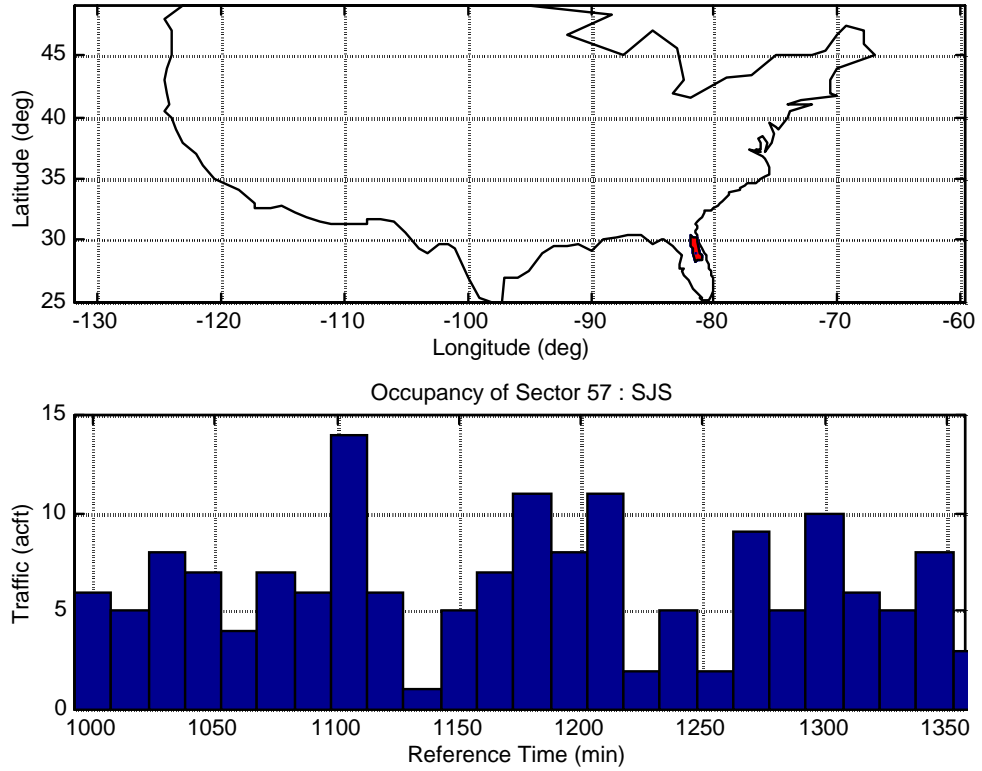 45
40
35
30
25
Latitude (deg)
-130 -120 -110 -100 -90 -80 -70 -60
Longitude (deg)
Occupancy of Sector 57 : SJS
15
10
5
0
Traffic (acft)
1000 1050 1100 1150 1200 1250 1300 1350
Reference Time (min)